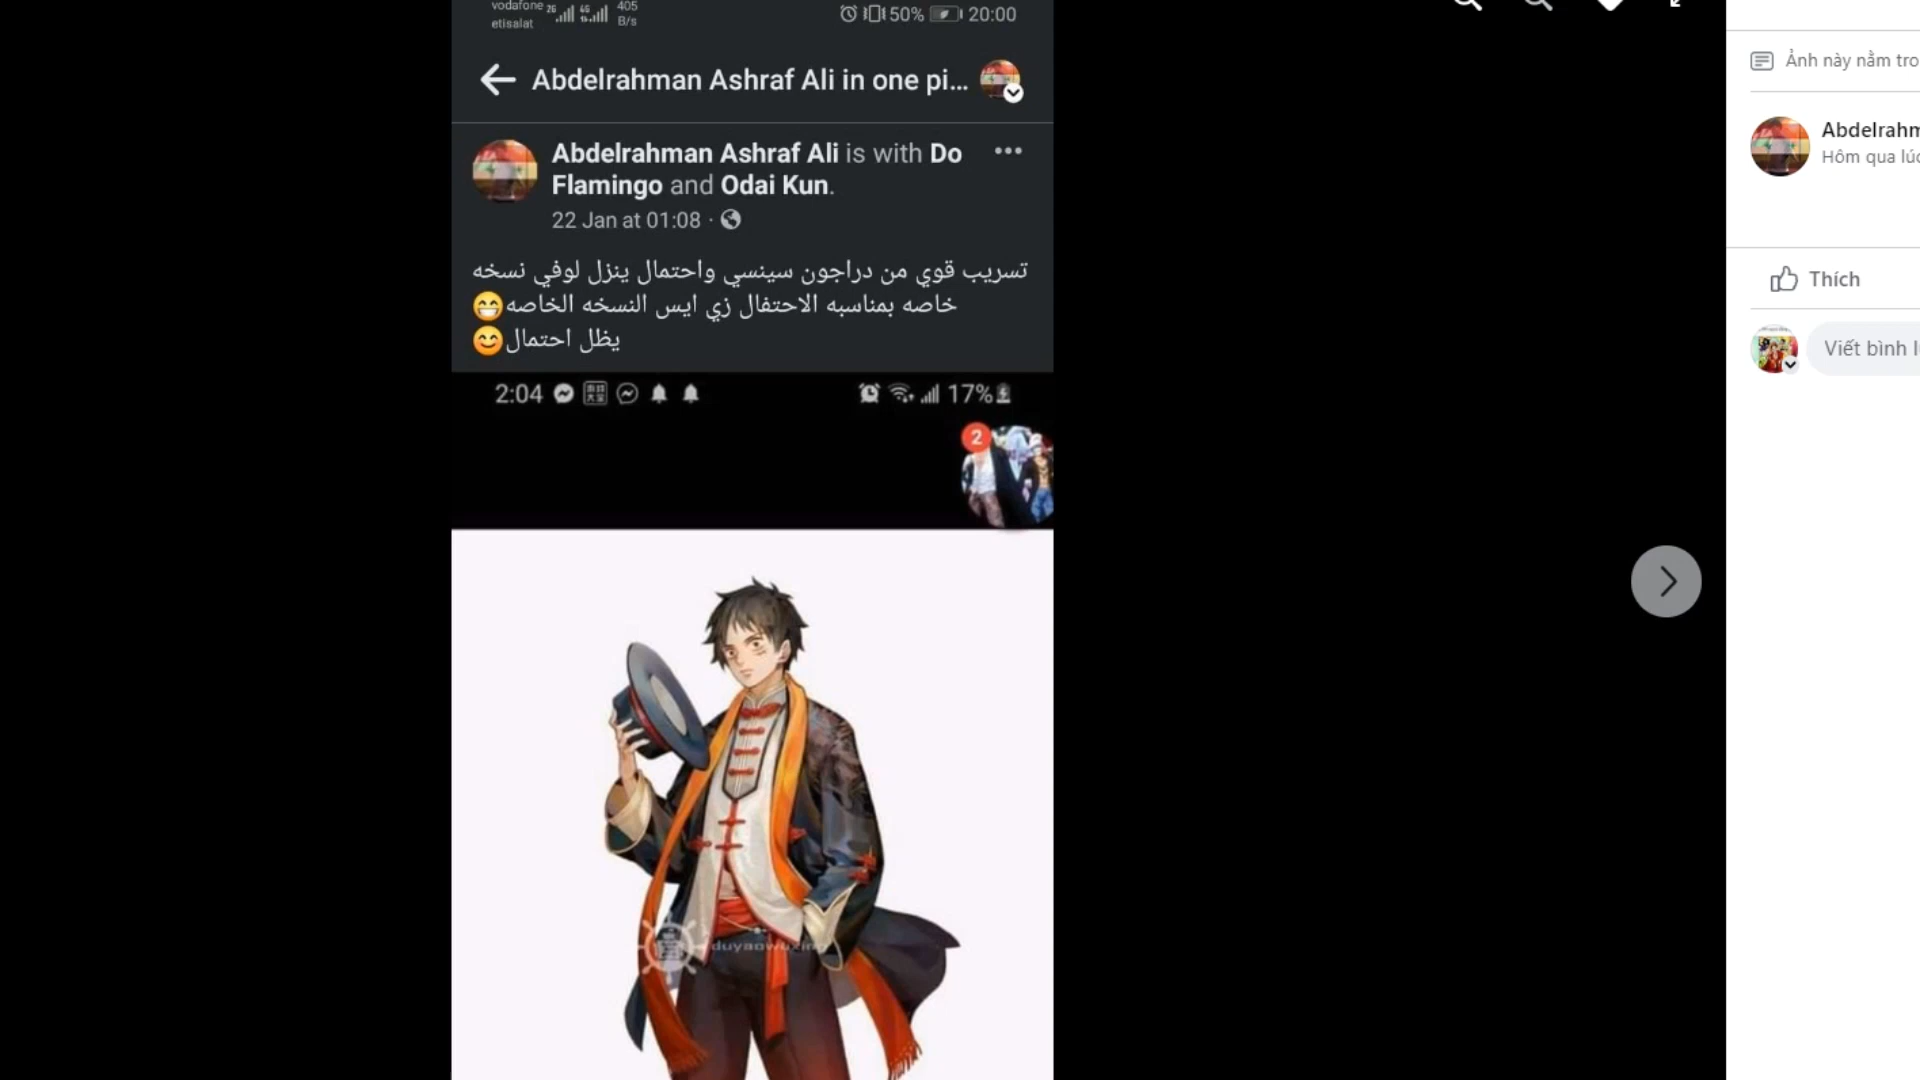 vodafone 2G 4G 405
etisalat B/s
50% 20:00
Abdelrahman Ashraf Ali in one pi...
Abdelrahman Ashraf Ali is with Do
Flamingo and Odai Kun.
22 Jan at 01:08 ·
تسريب قوي من دراجون سينسي واحتمال ينزل لوفي نسخه
خاصه بمناسبه الاحتفال زي ايس النسخه الخاصه😁
يظل احتمال😊
2:04 17%
2
duyaowuxing
Ảnh này nằm tro
Abdelrahm
Hôm qua lúc
Thích
Viết bình l